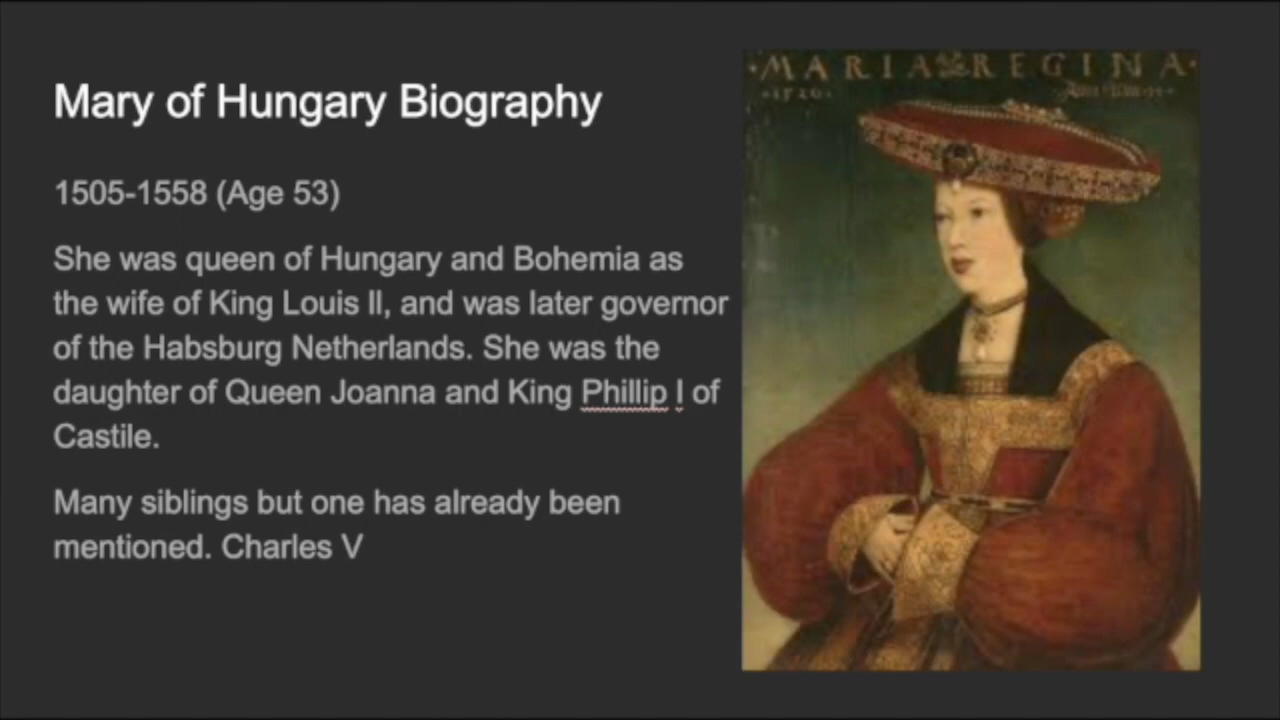 Mary of Hungary Biography
1505-1558 (Age 53)
She was queen of Hungary and Bohemia as
the wife of King Louis II, and was later governor
of the Habsburg Netherlands. She was the
daughter of Queen Joanna and King Phillip I of
Castile.
Many siblings but one has already been
mentioned. Charles V
·MARIA REGINA·
·1520·